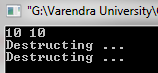 "G:\Varendra University\C
10 10
Destructing ...
Destructing ...